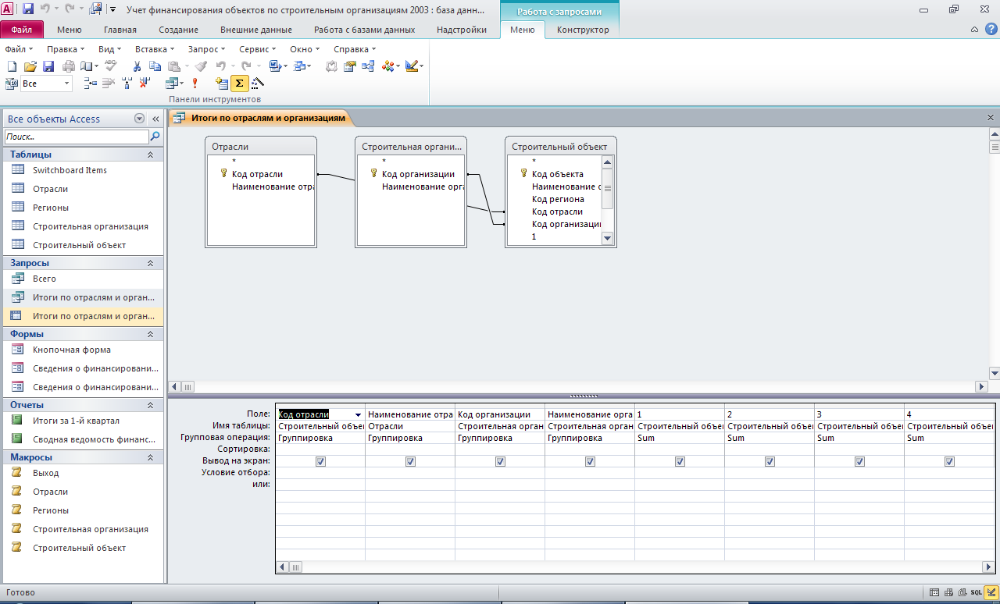 Учет финансирования объектов по строительным организациям 2003 : база данн...
Работа с запросами
Файл Меню Главная Создание Внешние данные Работа с базами данных Надстройки Меню Конструктор
Файл Правка Вид Вставка Запрос Сервис Окно Справка
Все
Панели инструментов
Все объекты Access
Поиск...
Таблицы
Switchboard Items
Отрасли
Регионы
Строительная организация
Строительный объект
Запросы
Всего
Итоги по отраслям и орган...
Итоги по отраслям и орган...
Формы
Кнопочная форма
Сведения о финансировани...
Сведения о финансировани...
Отчеты
Итоги за 1-й квартал
Сводная ведомость финанс...
Макросы
Выход
Отрасли
Регионы
Строительная организация
Строительный объект
Итоги по отраслям и организациям
Отрасли
*
Код отрасли
Наименование отра
Строительная органи...
*
Код организации
Наименование орга
Строительный объект
*
Код объекта
Наименование о
Код региона
Код отрасли
Код организации
1
Поле: Код отрасли Наименование отра Код организации Наименование орга 1 2 3 4
Имя таблицы: Строительный объе Отрасли Строительная орган Строительная орган Строительный объе Строительный объе Строительный объе Строительный объе
Групповая операция: Группировка Группировка Группировка Группировка Sum Sum Sum Sum
Сортировка:
Вывод на экран:
Условие отбора:
или:
Готово
SQL